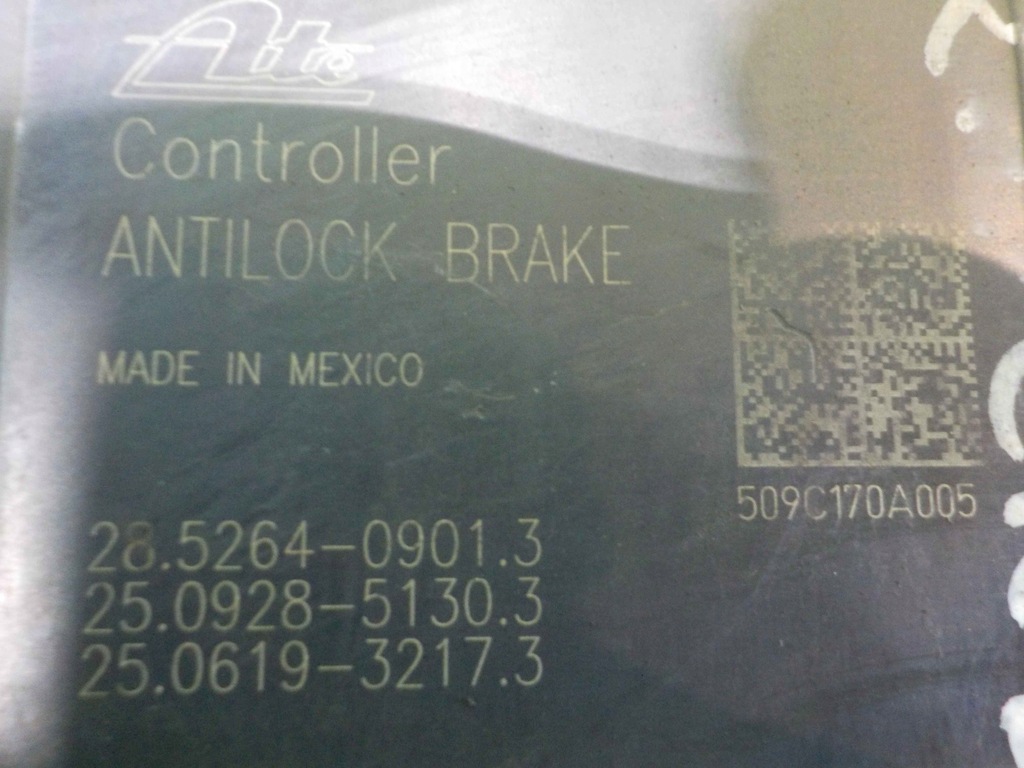 Ate
Controller
ANTILOCK BRAKE
MADE IN MEXICO
509C170A005
28.5264-0901.3
25.0928-5130.3
25.0619-3217.3